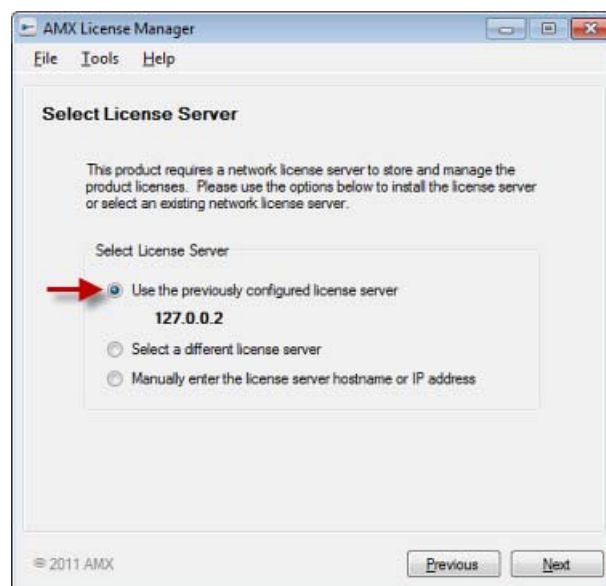 AMX License Manager
File Tools Help
Select License Server
This product requires a network license server to store and manage the
product licenses. Please use the options below to install the license server
or select an existing network license server.
Select License Server
Use the previously configured license server
127.0.0.2
Select a different license server
Manually enter the license server hostname or IP address
© 2011 AMX
Previous Next